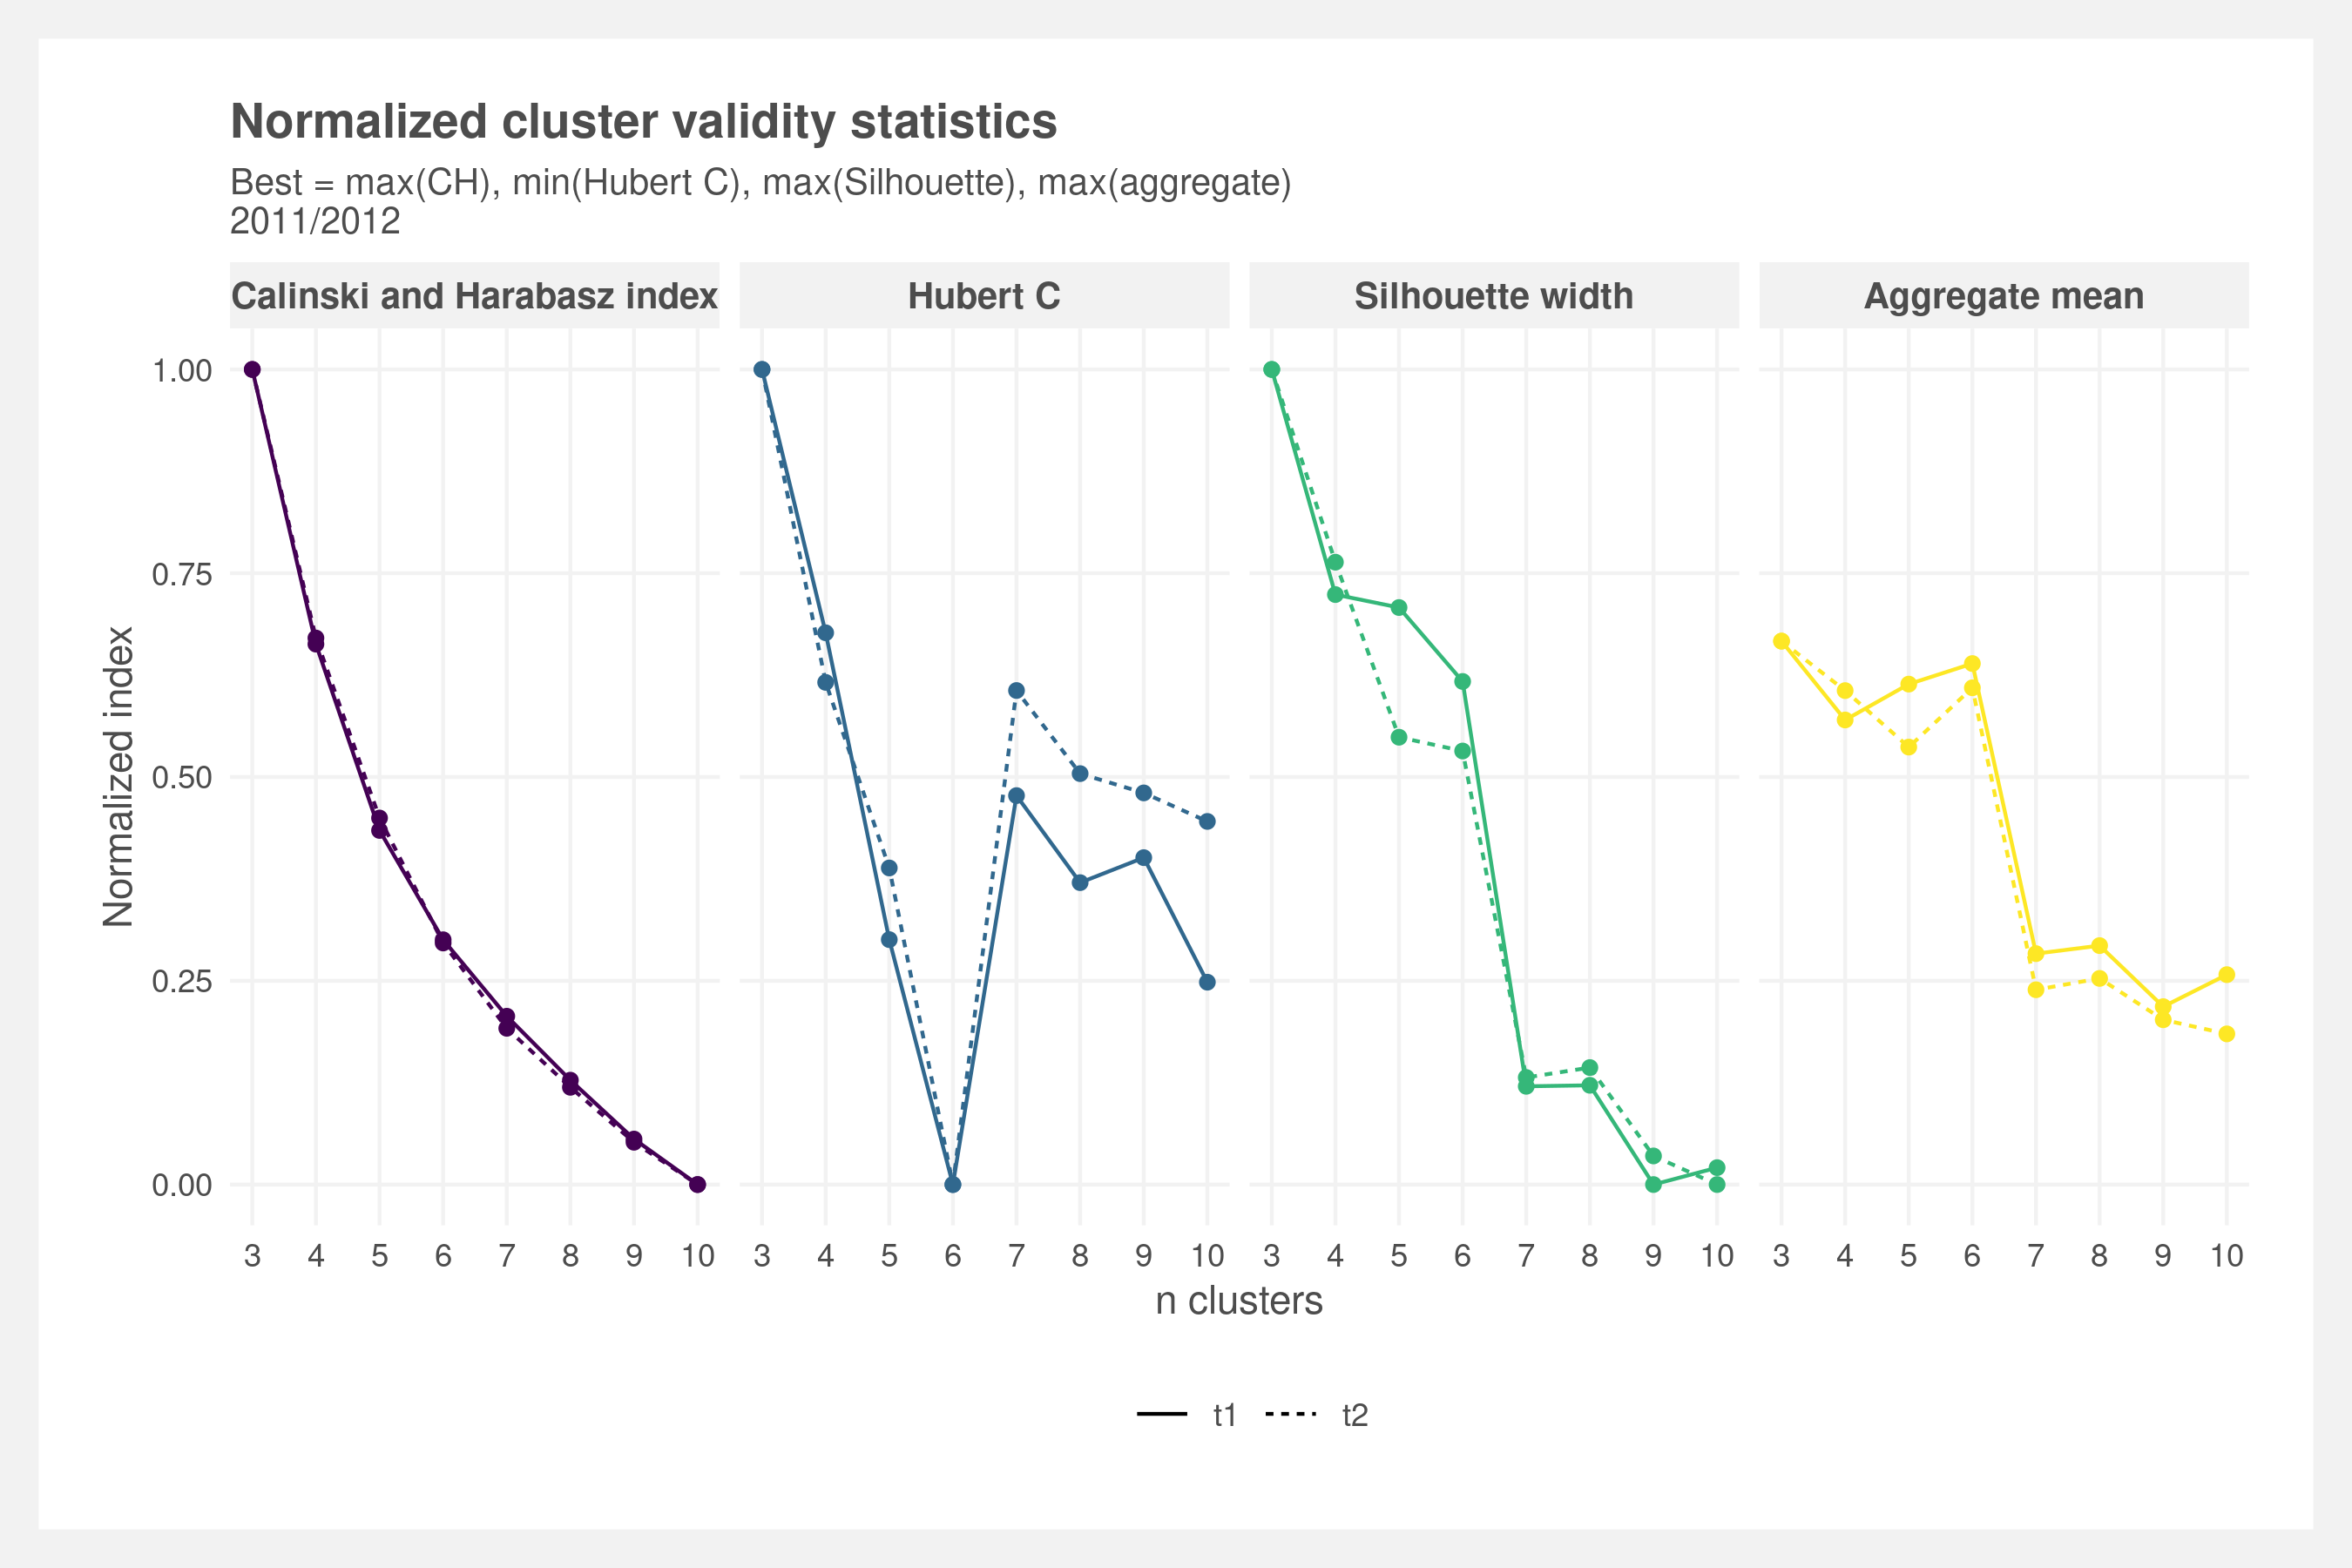 Normalized cluster validity statistics
Best = max(CH), min(Hubert C), max(Silhouette), max(aggregate)
2011/2012
Calinski and Harabasz index
Hubert C
Silhouette width
Aggregate mean
Normalized index
1.00
0.75
0.50
0.25
0.00
3 4 5 6 7 8 9 10
3 4 5 6 7 8 9 10
3 4 5 6 7 8 9 10
3 4 5 6 7 8 9 10
n clusters
t1
t2